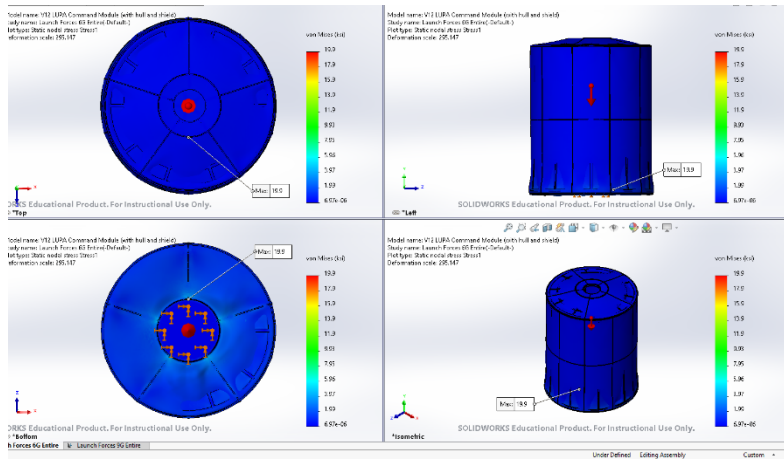 Model name: V12 LUPA Command Module (with hull and shield)
Study name: Launch Forces 6G Entire(-Default-)
Plot type: Static nodal stress Stress1
Deformation scale: 295.147
von Mises (ksi)
19.9
17.9
15.9
13.9
11.9
9.93
7.94
5.96
3.97
1.99
6.97e-06
Max: 19.9
SOLIDWORKS Educational Product. For Instructional Use Only.
*Top
Model name: V12 LUPA Command Module (with hull and shield)
Study name: Launch Forces 6G Entire(-Default-)
Plot type: Static nodal stress Stress1
Deformation scale: 295.147
von Mises (ksi)
19.9
17.9
15.9
13.9
11.9
9.93
7.94
5.96
3.97
1.99
6.97e-06
Max: 19.9
SOLIDWORKS Educational Product. For Instructional Use Only.
*Left
Model name: V12 LUPA Command Module (with hull and shield)
Study name: Launch Forces 6G Entire(-Default-)
Plot type: Static nodal stress Stress1
Deformation scale: 295.147
von Mises (ksi)
19.9
17.9
15.9
13.9
11.9
9.93
7.94
5.96
3.97
1.99
6.97e-06
Max: 19.9
ORKS Educational Product. For Instructional Use Only.
*Bottom
Model name: V12 LUPA Command Module (with hull and shield)
Study name: Launch Forces 6G Entire(-Default-)
Plot type: Static nodal stress Stress1
Deformation scale: 295.147
von Mises (ksi)
19.9
17.9
15.9
13.9
11.9
9.93
7.94
5.96
3.97
1.99
6.97e-06
Max: 19.9
SOLIDWORKS Educational Product. For Instructional Use Only.
*Isometric
h Forces 6G Entire
Launch Forces 9G Entire
Under Defined
Editing Assembly
Custom